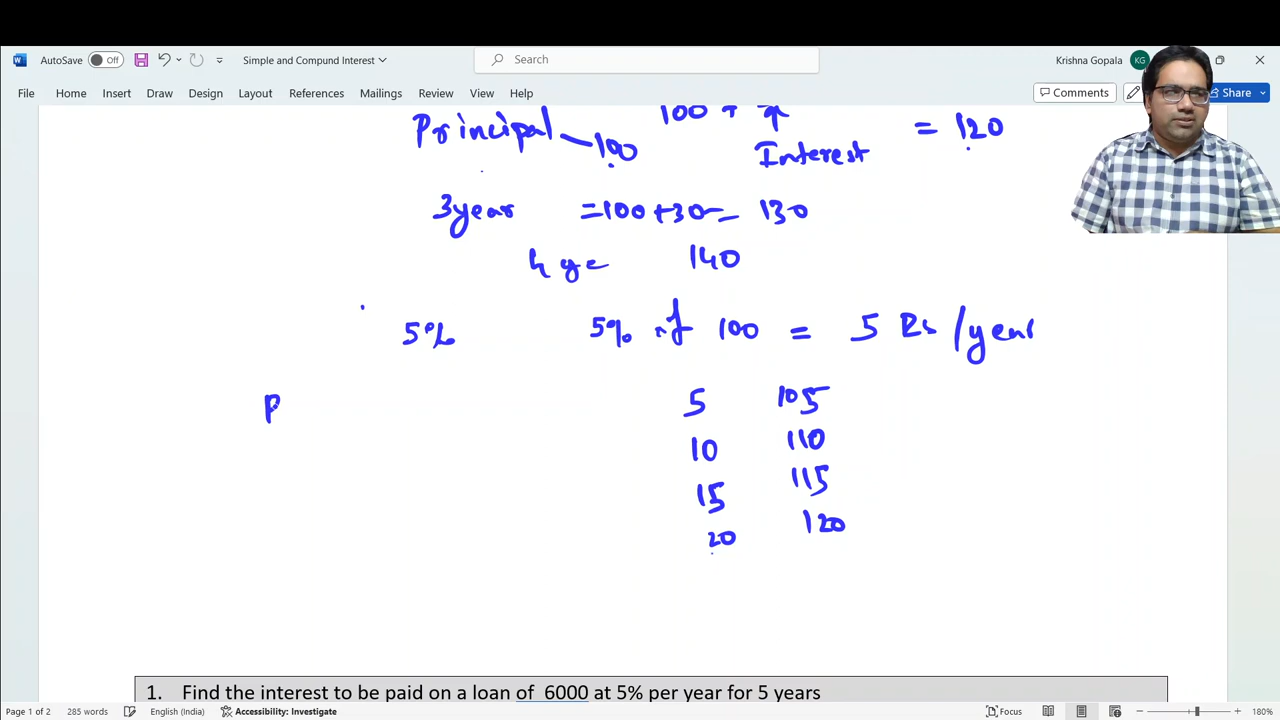 AutoSave Off Simple and Compund Interest Search Krishna Gopala KG
File Home Insert Draw Design Layout References Mailings Review View Help Comments Share
Principal 100 100 + Interest = 120
3year =100+30= 130
140
5% 5% of 100 = 5 Rs /year
P 5 105
10 110
15 115
20 120
1. Find the interest to be paid on a loan of 6000 at 5% per year for 5 years
Page 1 of 2 285 words English (India) Accessibility: Investigate Focus 180%